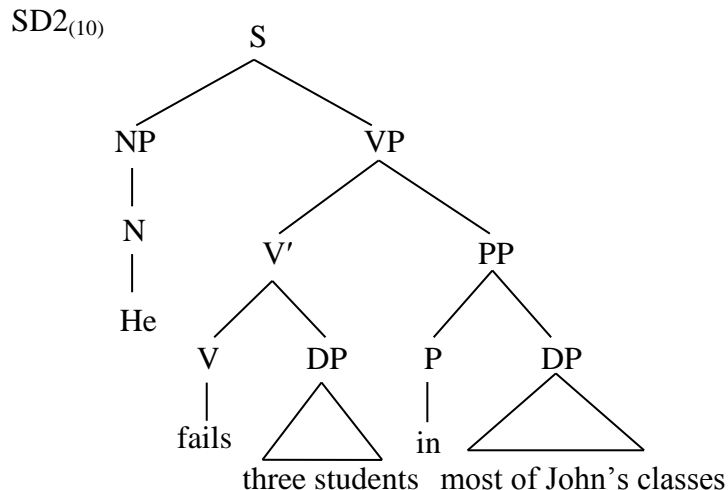 SD2(10)
S
NP VP
N V′ PP
He V DP P DP
fails in
three students most of John’s classes